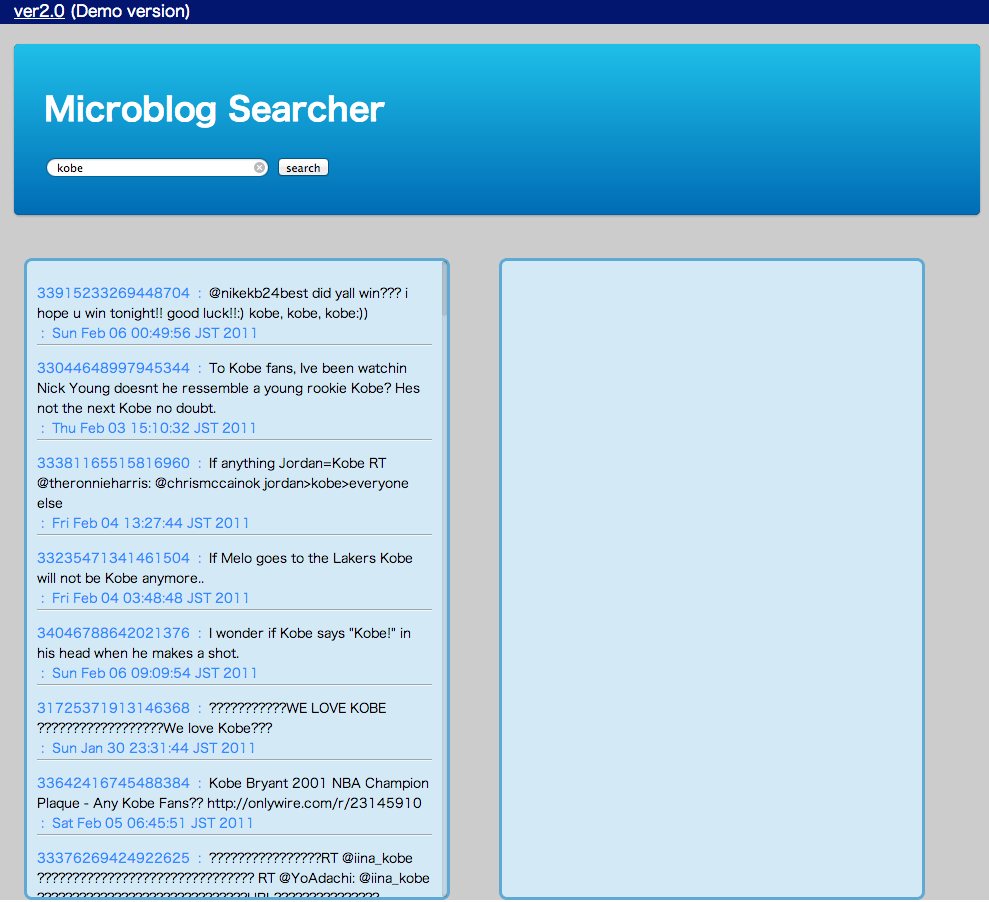 ver2.0 (Demo version)
Microblog Searcher
kobe
search
33915233269448704 : @nikekb24best did yall win??? i
hope u win tonight!! good luck!!:) kobe, kobe, kobe:))
: Sun Feb 06 00:49:56 JST 2011
33044648997945344 : To Kobe fans, Ive been watchin
Nick Young doesnt he ressemble a young rookie Kobe? Hes
not the next Kobe no doubt.
: Thu Feb 03 15:10:32 JST 2011
33381165515816960 : If anything Jordan=Kobe RT
@theronnieharris: @chrismccainok jordan>kobe>everyone
else
: Fri Feb 04 13:27:44 JST 2011
33235471341461504 : If Melo goes to the Lakers Kobe
will not be Kobe anymore..
: Fri Feb 04 03:48:48 JST 2011
34046788642021376 : I wonder if Kobe says "Kobe!" in
his head when he makes a shot.
: Sun Feb 06 09:09:54 JST 2011
31725371913146368 : ???????????WE LOVE KOBE
??????????????????We love Kobe???
: Sun Jan 30 23:31:44 JST 2011
33642416745488384 : Kobe Bryant 2001 NBA Champion
Plaque - Any Kobe Fans?? http://onlywire.com/r/23145910
: Sat Feb 05 06:45:51 JST 2011
33376269424922625 : ????????????????RT @iina_kobe
??????????????????????????????? RT @YoAdachi: @iina_kobe
??????????????????????????????URL???????????????